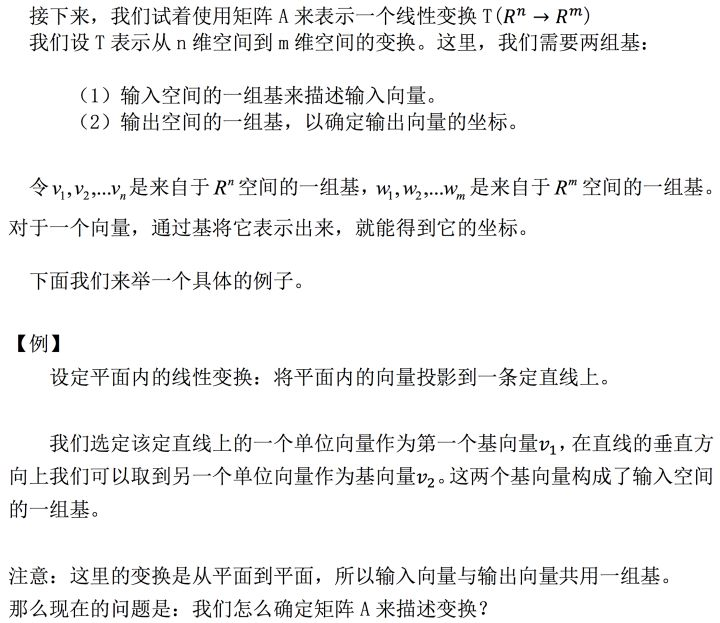 接下来，我们试着使用矩阵 A 来表示一个线性变换 T(Rⁿ → Rᵐ)
我们设 T 表示从 n 维空间到 m 维空间的变换。这里，我们需要两组基：
（1）输入空间的一组基来描述输入向量。
（2）输出空间的一组基，以确定输出向量的坐标。
令 v₁,v₂,...vₙ 是来自于 Rⁿ 空间的一组基，w₁,w₂,...wₘ 是来自于 Rᵐ 空间的一组基。
对于一个向量，通过基将它表示出来，就能得到它的坐标。
下面我们来举一个具体的例子。
【例】
设定平面内的线性变换：将平面内的向量投影到一条定直线上。
我们选定该定直线上的一个单位向量作为第一个基向量v₁，在直线的垂直方
向上我们可以取到另一个单位向量作为基向量v₂。这两个基向量构成了输入空间
的一组基。
注意：这里的变换是从平面到平面，所以输入向量与输出向量共用一组基。
那么现在的问题是：我们怎么确定矩阵 A 来描述变换？